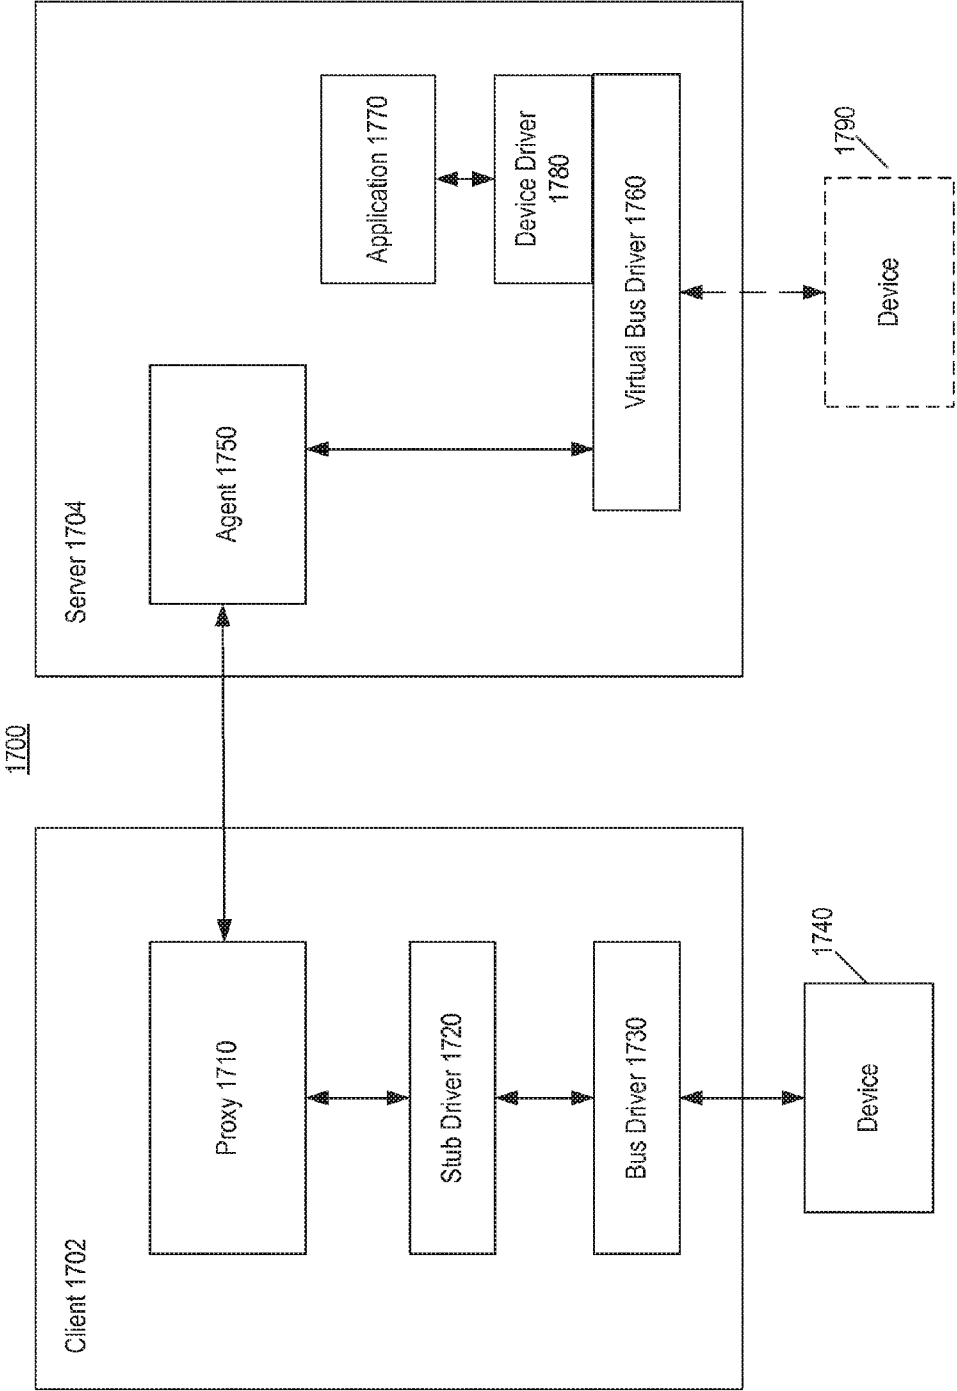 1700
Client 1702
Proxy 1710
Stub Driver 1720
Bus Driver 1730
Device
1740
Server 1704
Agent 1750
Application 1770
Device Driver
1780
Virtual Bus Driver 1760
Device
1790